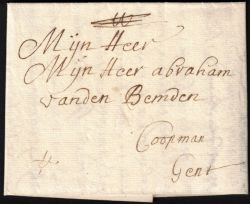 Mijn Heer
Mijn Heer abraham
vanden Bemden
Coopman
Gent